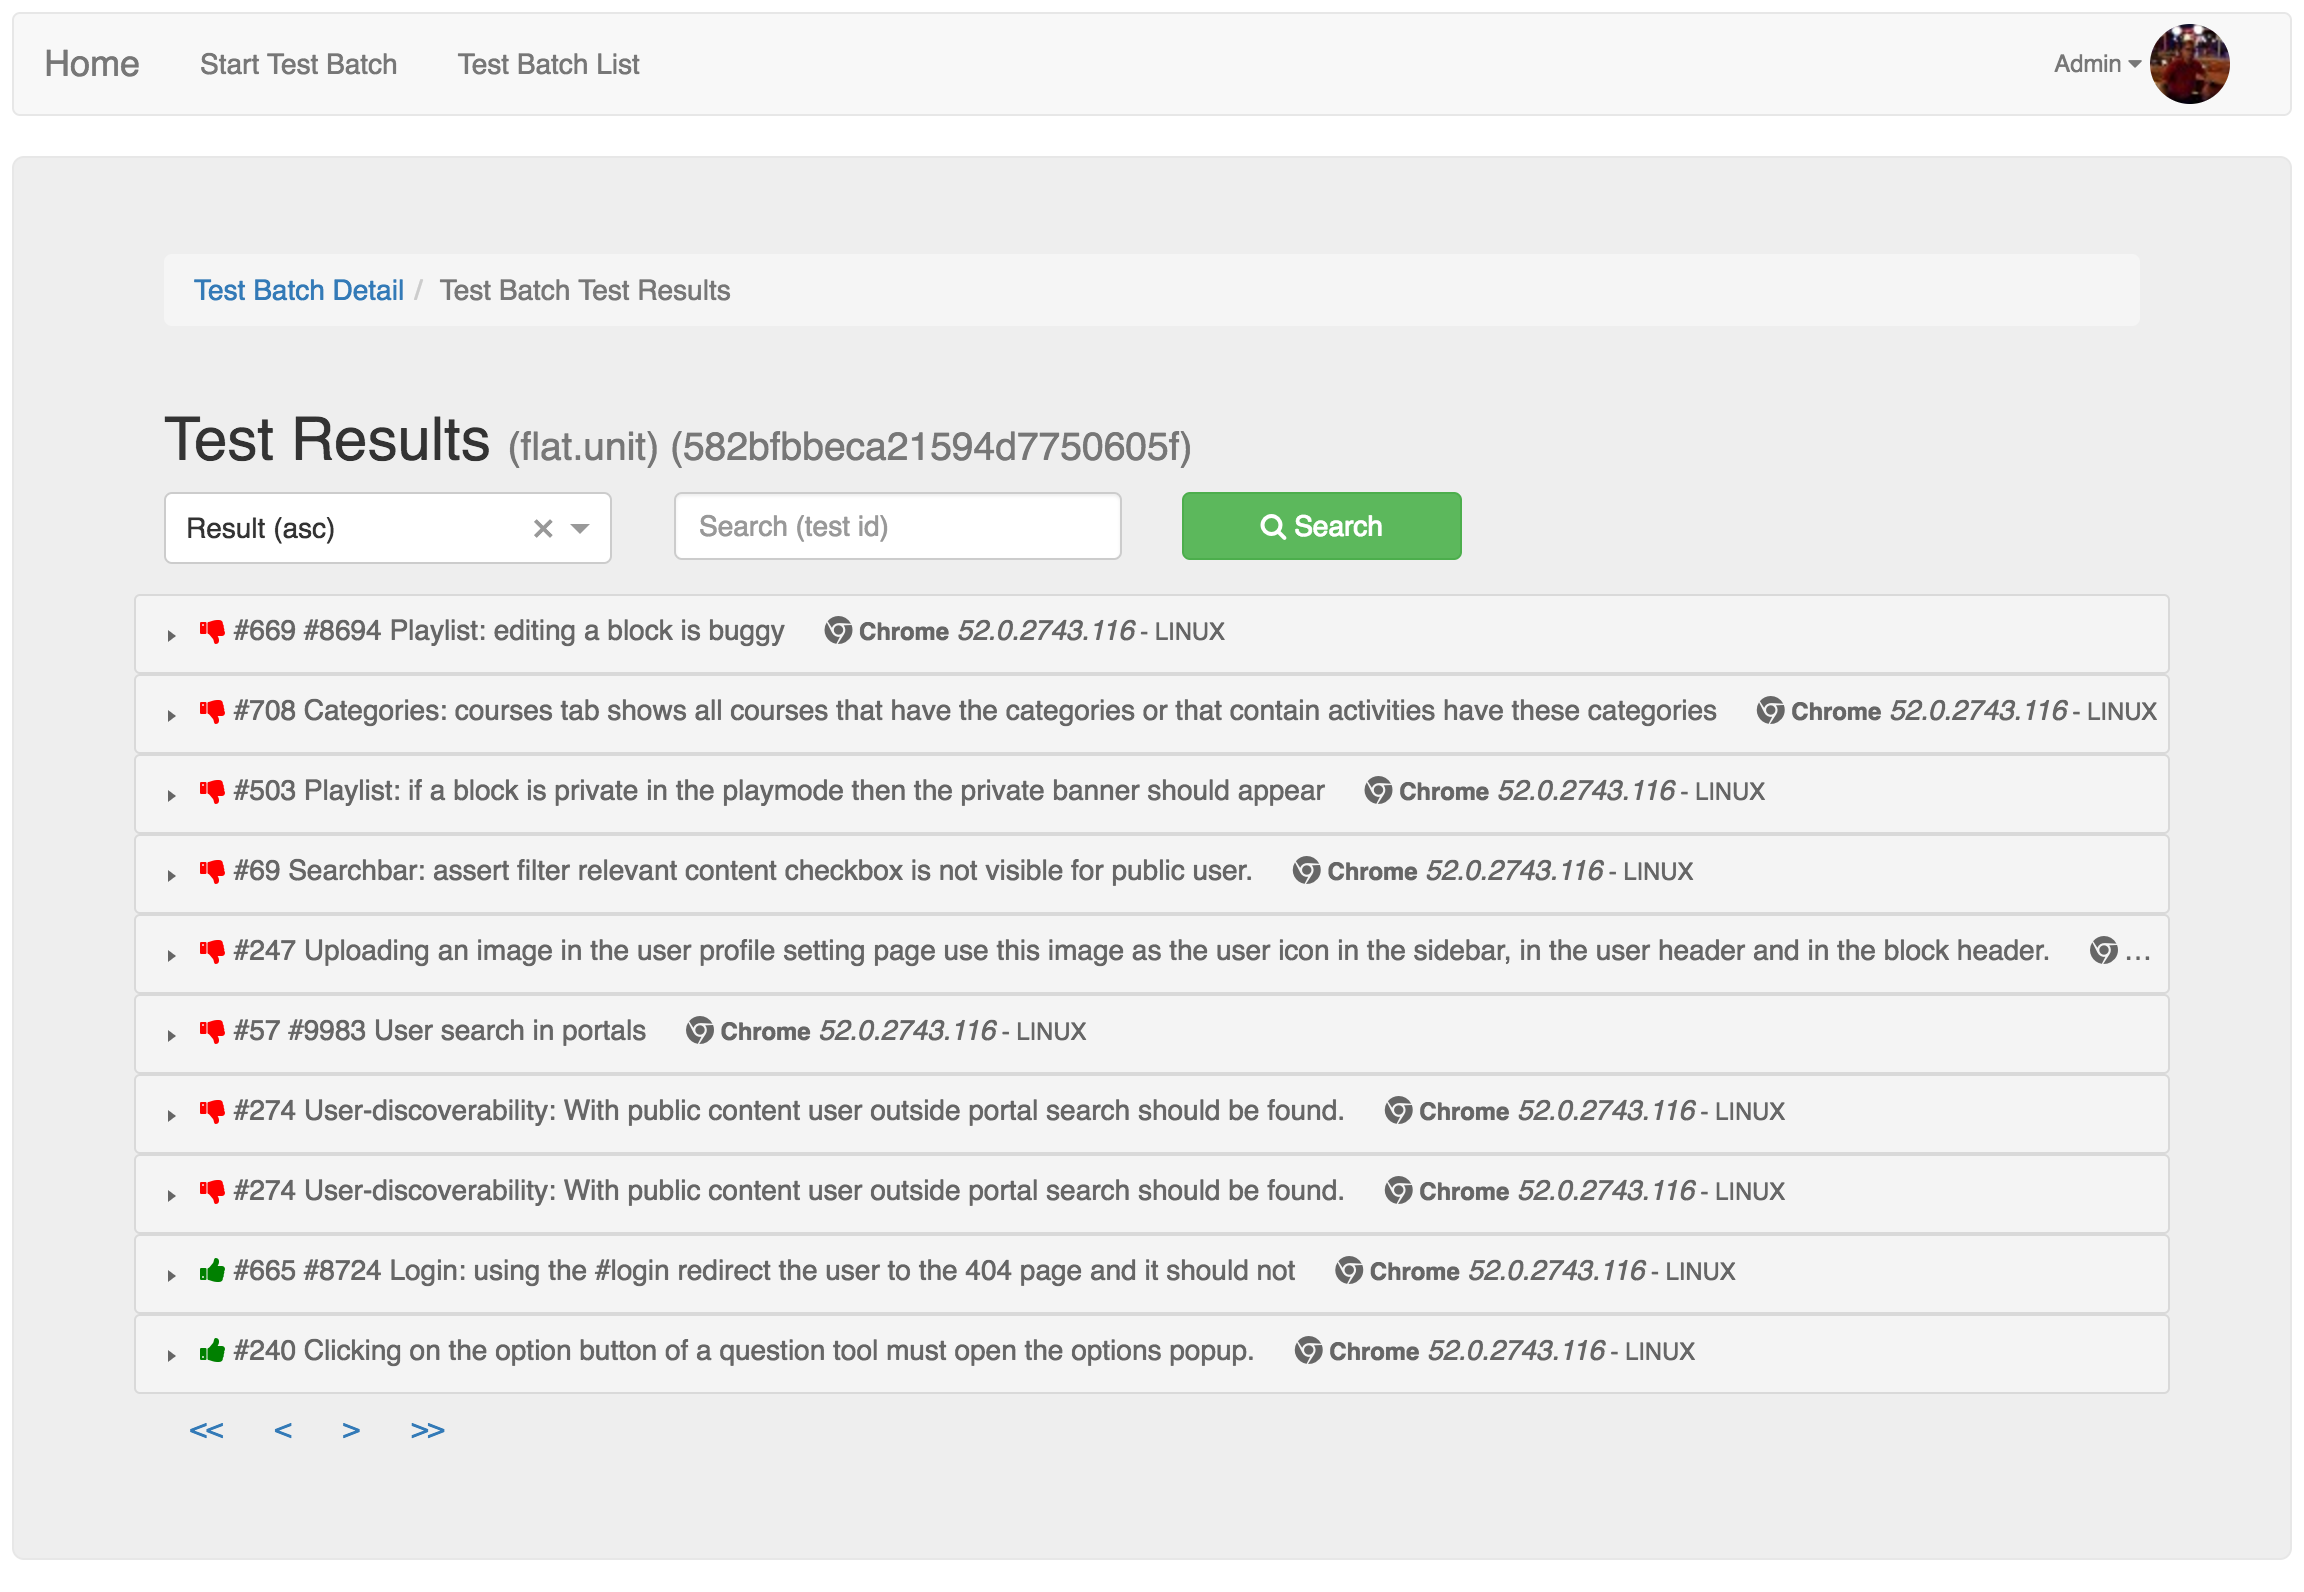 Home Start Test Batch Test Batch List Admin
Test Batch Detail / Test Batch Test Results
Test Results (flat.unit) (582bfbbeca21594d7750605f)
Result (asc) × Search (test id) Search
#669 #8694 Playlist: editing a block is buggy Chrome 52.0.2743.116 - LINUX
#708 Categories: courses tab shows all courses that have the categories or that contain activities have these categories Chrome 52.0.2743.116 - LINUX
#503 Playlist: if a block is private in the playmode then the private banner should appear Chrome 52.0.2743.116 - LINUX
#69 Searchbar: assert filter relevant content checkbox is not visible for public user. Chrome 52.0.2743.116 - LINUX
#247 Uploading an image in the user profile setting page use this image as the user icon in the sidebar, in the user header and in the block header. ...
#57 #9983 User search in portals Chrome 52.0.2743.116 - LINUX
#274 User-discoverability: With public content user outside portal search should be found. Chrome 52.0.2743.116 - LINUX
#274 User-discoverability: With public content user outside portal search should be found. Chrome 52.0.2743.116 - LINUX
#665 #8724 Login: using the #login redirect the user to the 404 page and it should not Chrome 52.0.2743.116 - LINUX
#240 Clicking on the option button of a question tool must open the options popup. Chrome 52.0.2743.116 - LINUX
<< < > >>